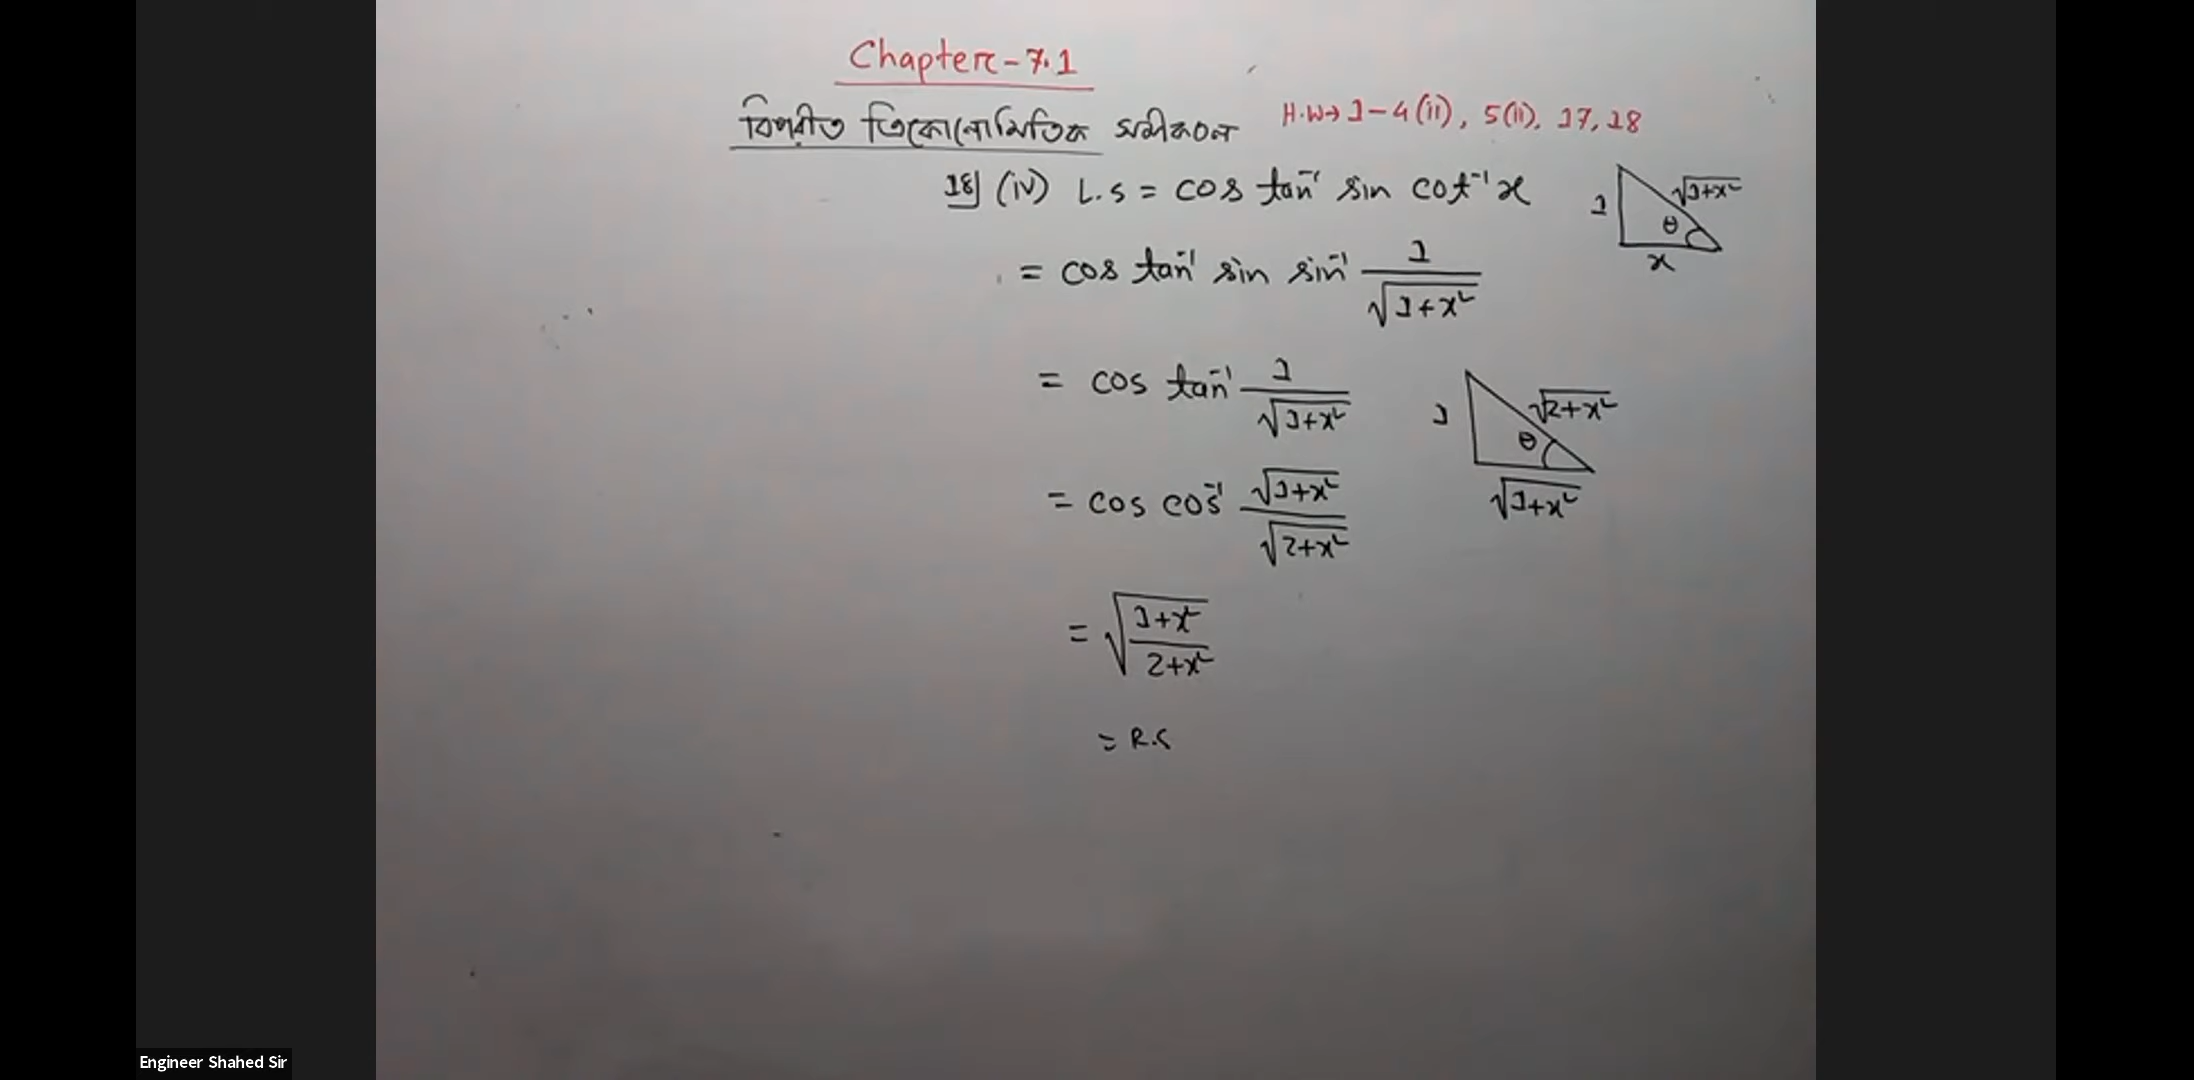 Chapter-7.1
বিপরীত ত্রিকোনোমিতিক সমীকরণ
H.W→ 1-4(ii), 5(ii), 17, 18
18) (iv) L.S = cos tan⁻¹ sin cot⁻¹ x
1 √1+x² θ x
= cos tan⁻¹ sin sin⁻¹ 1/√1+x²
= cos tan⁻¹ 1/√1+x²
1 √2+x² θ √1+x²
= cos cos⁻¹ √1+x²/√2+x²
= √(1+x²/2+x²)
= R.S
Engineer Shahed Sir